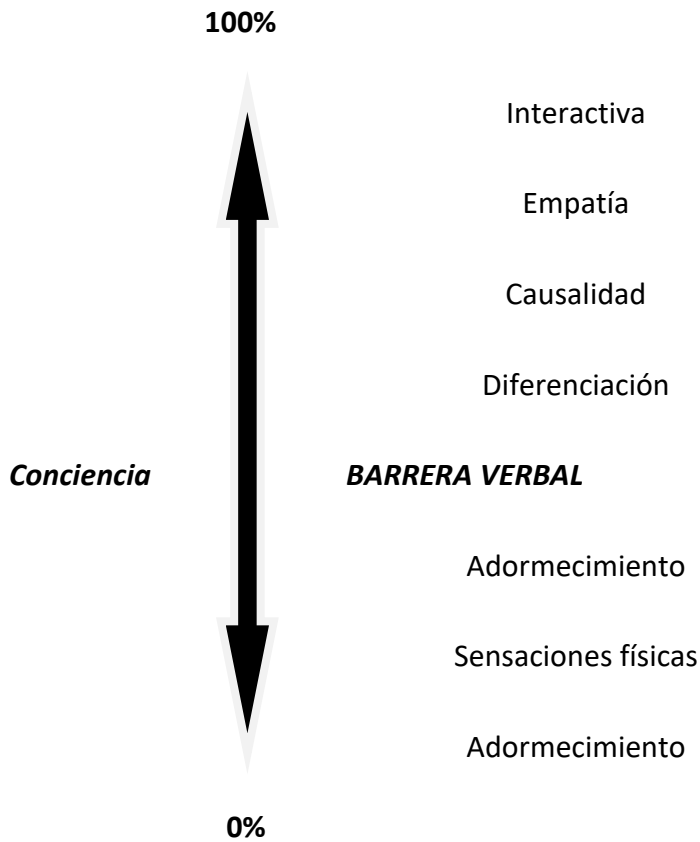 100%
Interactiva
Empatía
Causalidad
Diferenciación
Conciencia BARRERA VERBAL
Adormecimiento
Sensaciones físicas
Adormecimiento
0%